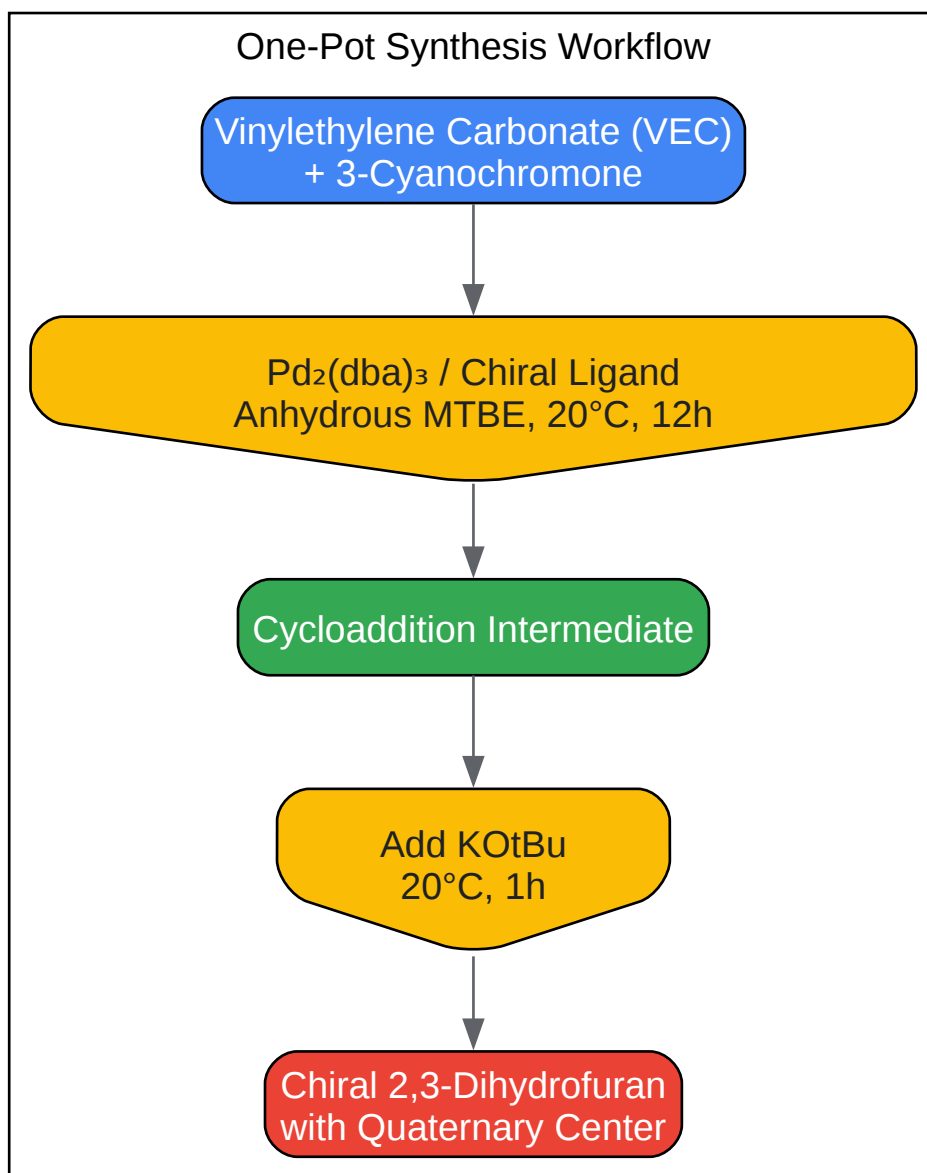 One-Pot Synthesis Workflow
Vinylethylene Carbonate (VEC)
+ 3-Cyanochromone
Pd₂(dba)₃ / Chiral Ligand
Anhydrous MTBE, 20°C, 12h
Cycloaddition Intermediate
Add KOtBu
20°C, 1h
Chiral 2,3-Dihydrofuran
with Quaternary Center